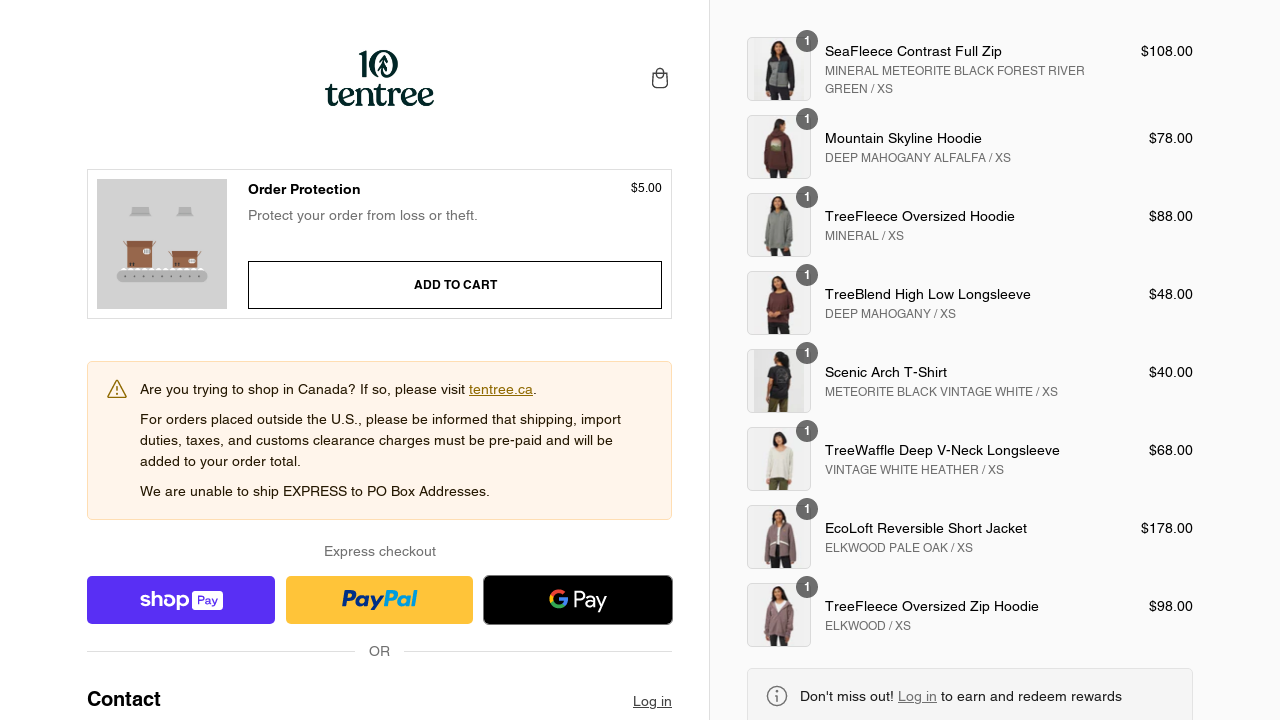 10
tentree
Order Protection
$5.00
Protect your order from loss or theft.
ADD TO CART
Are you trying to shop in Canada? If so, please visit tentree.ca.
For orders placed outside the U.S., please be informed that shipping, import
duties, taxes, and customs clearance charges must be pre-paid and will be
added to your order total.
We are unable to ship EXPRESS to PO Box Addresses.
Express checkout
shop Pay
PayPal
G Pay
OR
Contact
Log in
1
SeaFleece Contrast Full Zip
$108.00
MINERAL METEORITE BLACK FOREST RIVER
GREEN / XS
1
Mountain Skyline Hoodie
$78.00
DEEP MAHOGANY ALFALFA / XS
1
TreeFleece Oversized Hoodie
$88.00
MINERAL / XS
1
TreeBlend High Low Longsleeve
$48.00
DEEP MAHOGANY / XS
1
Scenic Arch T-Shirt
$40.00
METEORITE BLACK VINTAGE WHITE / XS
1
TreeWaffle Deep V-Neck Longsleeve
$68.00
VINTAGE WHITE HEATHER / XS
1
EcoLoft Reversible Short Jacket
$178.00
ELKWOOD PALE OAK / XS
1
TreeFleece Oversized Zip Hoodie
$98.00
ELKWOOD / XS
Don't miss out! Log in to earn and redeem rewards